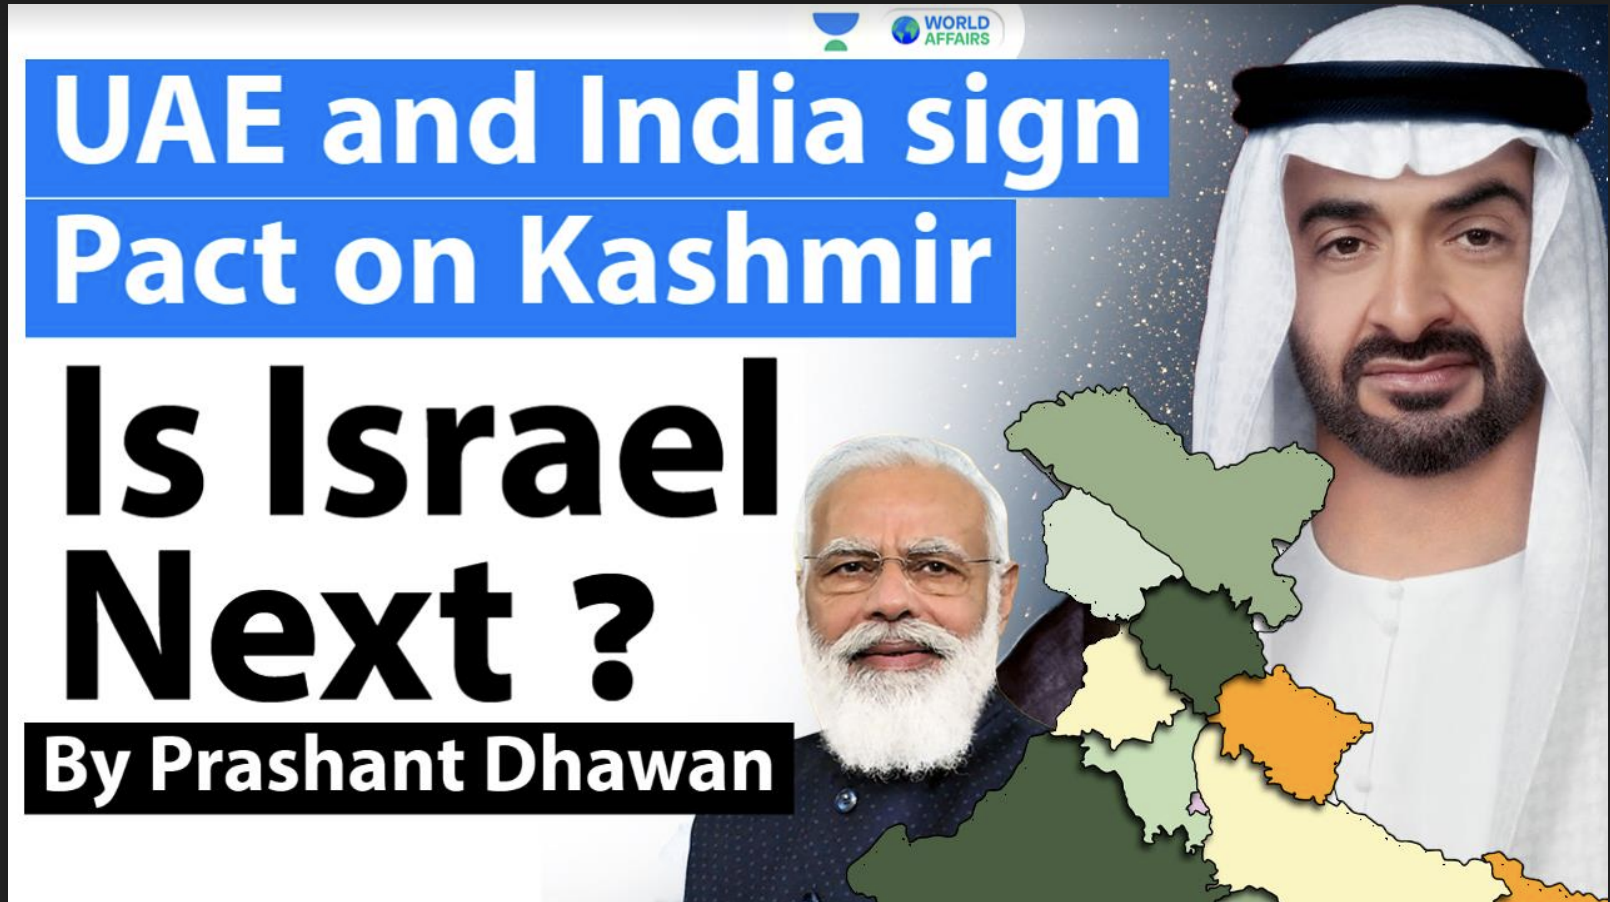 WORLD
AFFAIRS
UAE and India sign
Pact on Kashmir
Is Israel
Next ?
By Prashant Dhawan